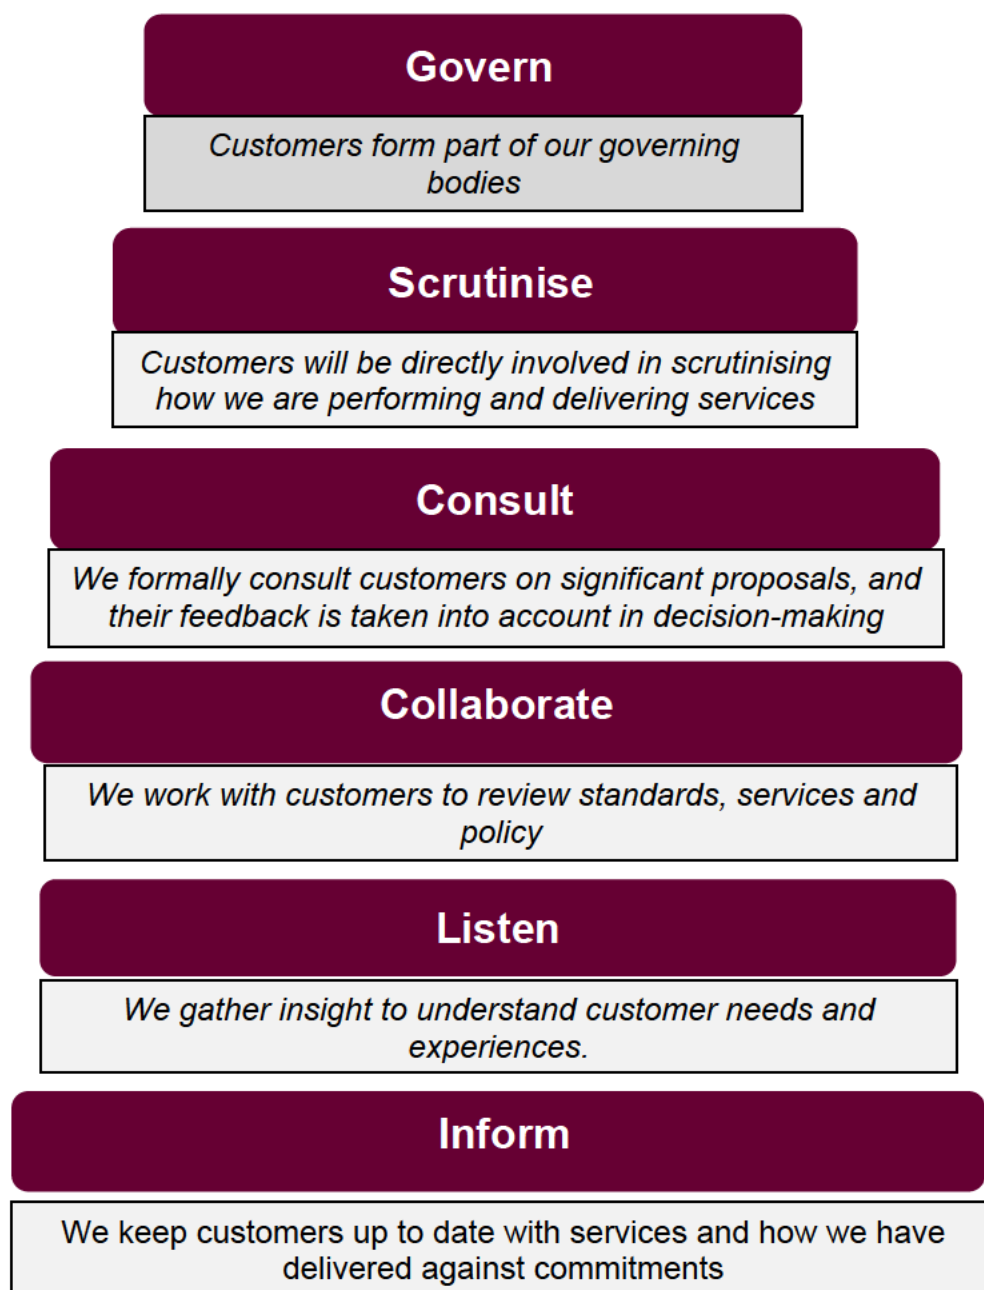 Govern
Customers form part of our governing
bodies
Scrutinise
Customers will be directly involved in scrutinising
how we are performing and delivering services
Consult
We formally consult customers on significant proposals, and
their feedback is taken into account in decision-making
Collaborate
We work with customers to review standards, services and
policy
Listen
We gather insight to understand customer needs and
experiences.
Inform
We keep customers up to date with services and how we have
delivered against commitments